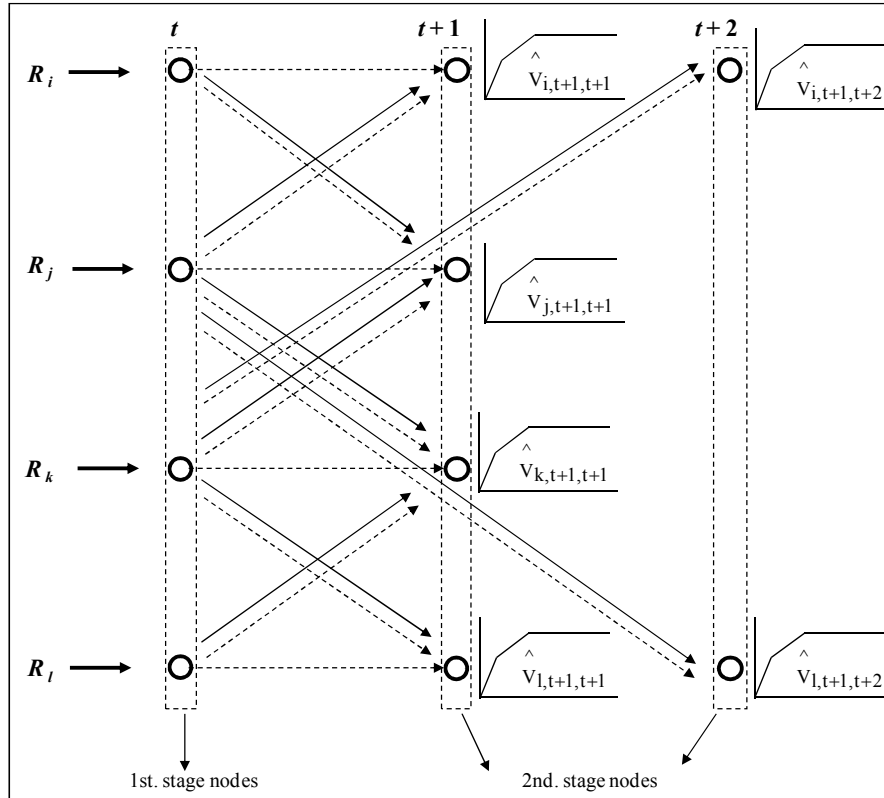 t t + 1 t + 2
R i
^
V i,t+1,t+1
^
V i,t+1,t+2
R j
^
V j,t+1,t+1
R k
^
V k,t+1,t+1
R l
^
V l,t+1,t+1
^
V l,t+1,t+2
1st. stage nodes 2nd. stage nodes